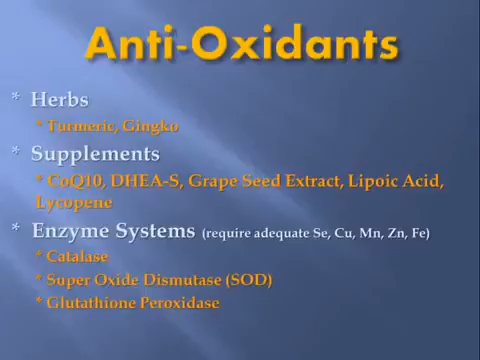 Anti-Oxidants
* Herbs
* Turmeric, Gingko
* Supplements
* CoQ10, DHEA-S, Grape Seed Extract, Lipoic Acid,
Lycopene
* Enzyme Systems (require adequate Se, Cu, Mn, Zn, Fe)
* Catalase
* Super Oxide Dismutase (SOD)
* Glutathione Peroxidase